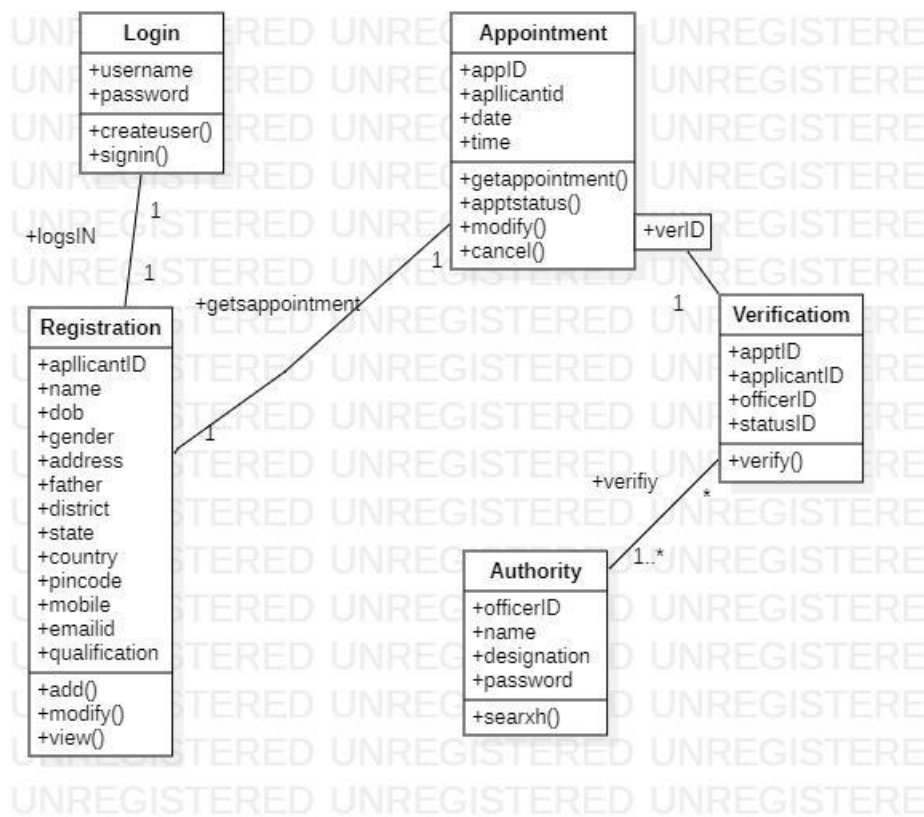 Login
+username
+password
+createuser()
+signin()
Appointment
+appID
+apllicantid
+date
+time
+getappointment()
+apptstatus()
+modify()
+cancel()
1
+logsIN
1
+verID
1
+getsappointment
1
1
Registration
+apllicantID
+name
+dob
+gender
+address
+father
+district
+state
+country
+pincode
+mobile
+emailid
+qualification
+add()
+modify()
+view()
Verificatiom
+apptID
+applicantID
+officerID
+statusID
+verify()
+verifiy
*
1..*
Authority
+officerID
+name
+designation
+password
+searxh()
UNREGISTERED UNREGISTERED UNREGISTERE